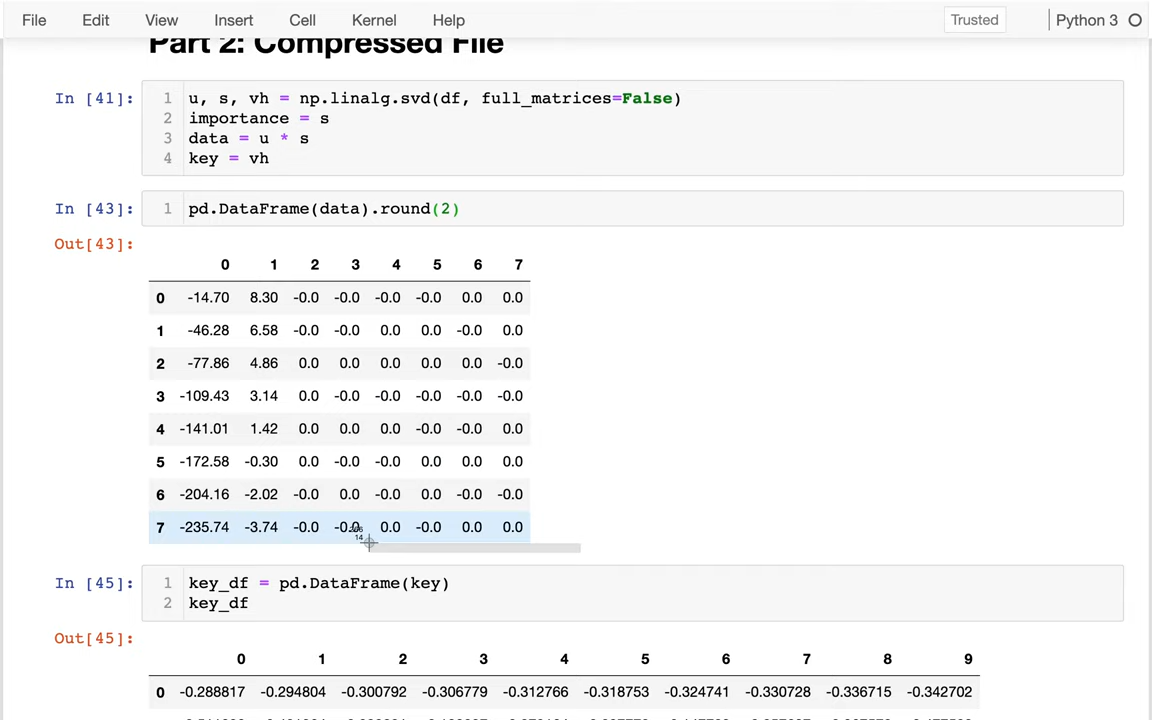 File Edit View Insert Cell Kernel Help Trusted Python 3
Part 2: Compressed File
In [41]: 1 u, s, vh = np.linalg.svd(df, full_matrices=False)
2 importance = s
3 data = u * s
4 key = vh
In [43]: 1 pd.DataFrame(data).round(2)
Out[43]:
0 1 2 3 4 5 6 7
0 -14.70 8.30 -0.0 -0.0 -0.0 -0.0 0.0 0.0
1 -46.28 6.58 -0.0 -0.0 0.0 0.0 -0.0 0.0
2 -77.86 4.86 0.0 0.0 0.0 0.0 0.0 -0.0
3 -109.43 3.14 0.0 -0.0 -0.0 -0.0 -0.0 -0.0
4 -141.01 1.42 0.0 0.0 0.0 -0.0 -0.0 0.0
5 -172.58 -0.30 0.0 -0.0 -0.0 0.0 0.0 0.0
6 -204.16 -2.02 -0.0 0.0 -0.0 0.0 -0.0 -0.0
7 -235.74 -3.74 -0.0 -0.0 0.0 -0.0 0.0 0.0
14
In [45]: 1 key_df = pd.DataFrame(key)
2 key_df
Out[45]:
0 1 2 3 4 5 6 7 8 9
0 -0.288817 -0.294804 -0.300792 -0.306779 -0.312766 -0.318753 -0.324741 -0.330728 -0.336715 -0.342702